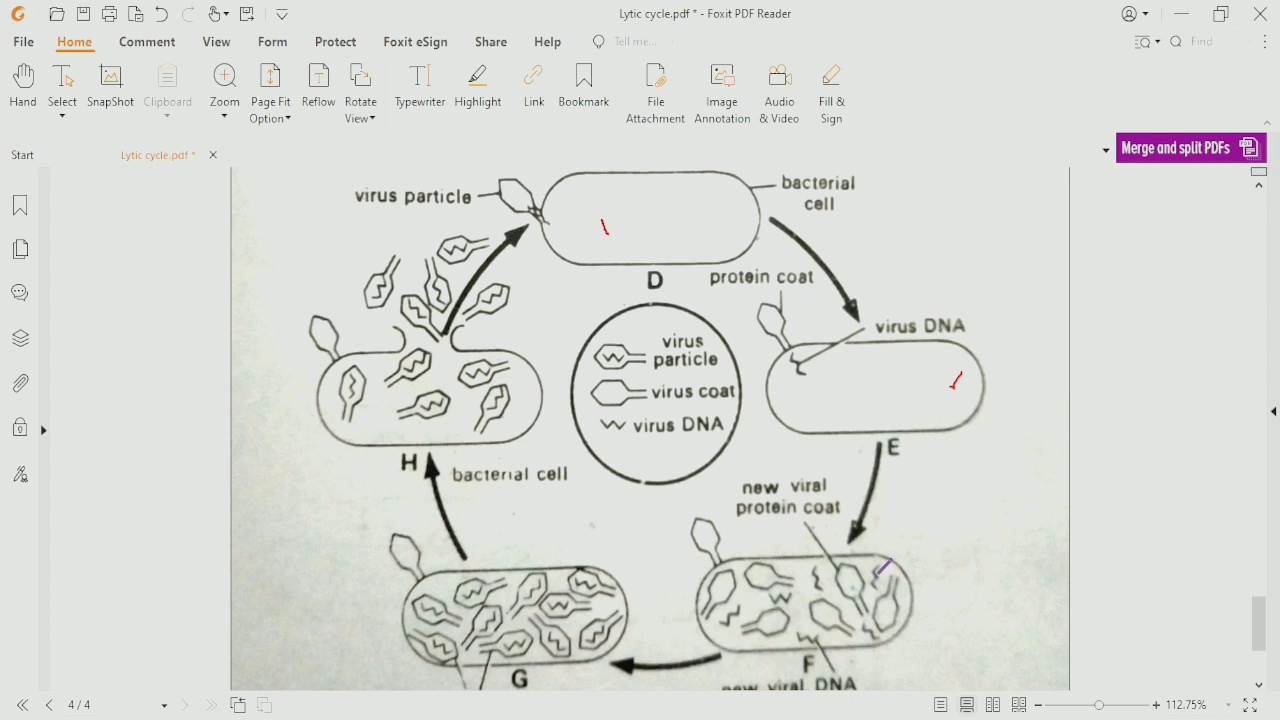 Lytic cycle.pdf * - Foxit PDF Reader
File Home Comment View Form Protect Foxit eSign Share Help Tell me... Find
Hand Select SnapShot Clipboard Zoom Page Fit Option Reflow Rotate View Typewriter Highlight Link Bookmark File Attachment Image Annotation Audio & Video Fill & Sign
Start Lytic cycle.pdf * Merge and split PDFs
virus particle
bacterial
cell
D
protein coat
virus DNA
E
virus
particle
virus coat
virus DNA
H
bacterial cell
new viral
protein coat
F
new viral DNA
G
4 / 4 112.75%